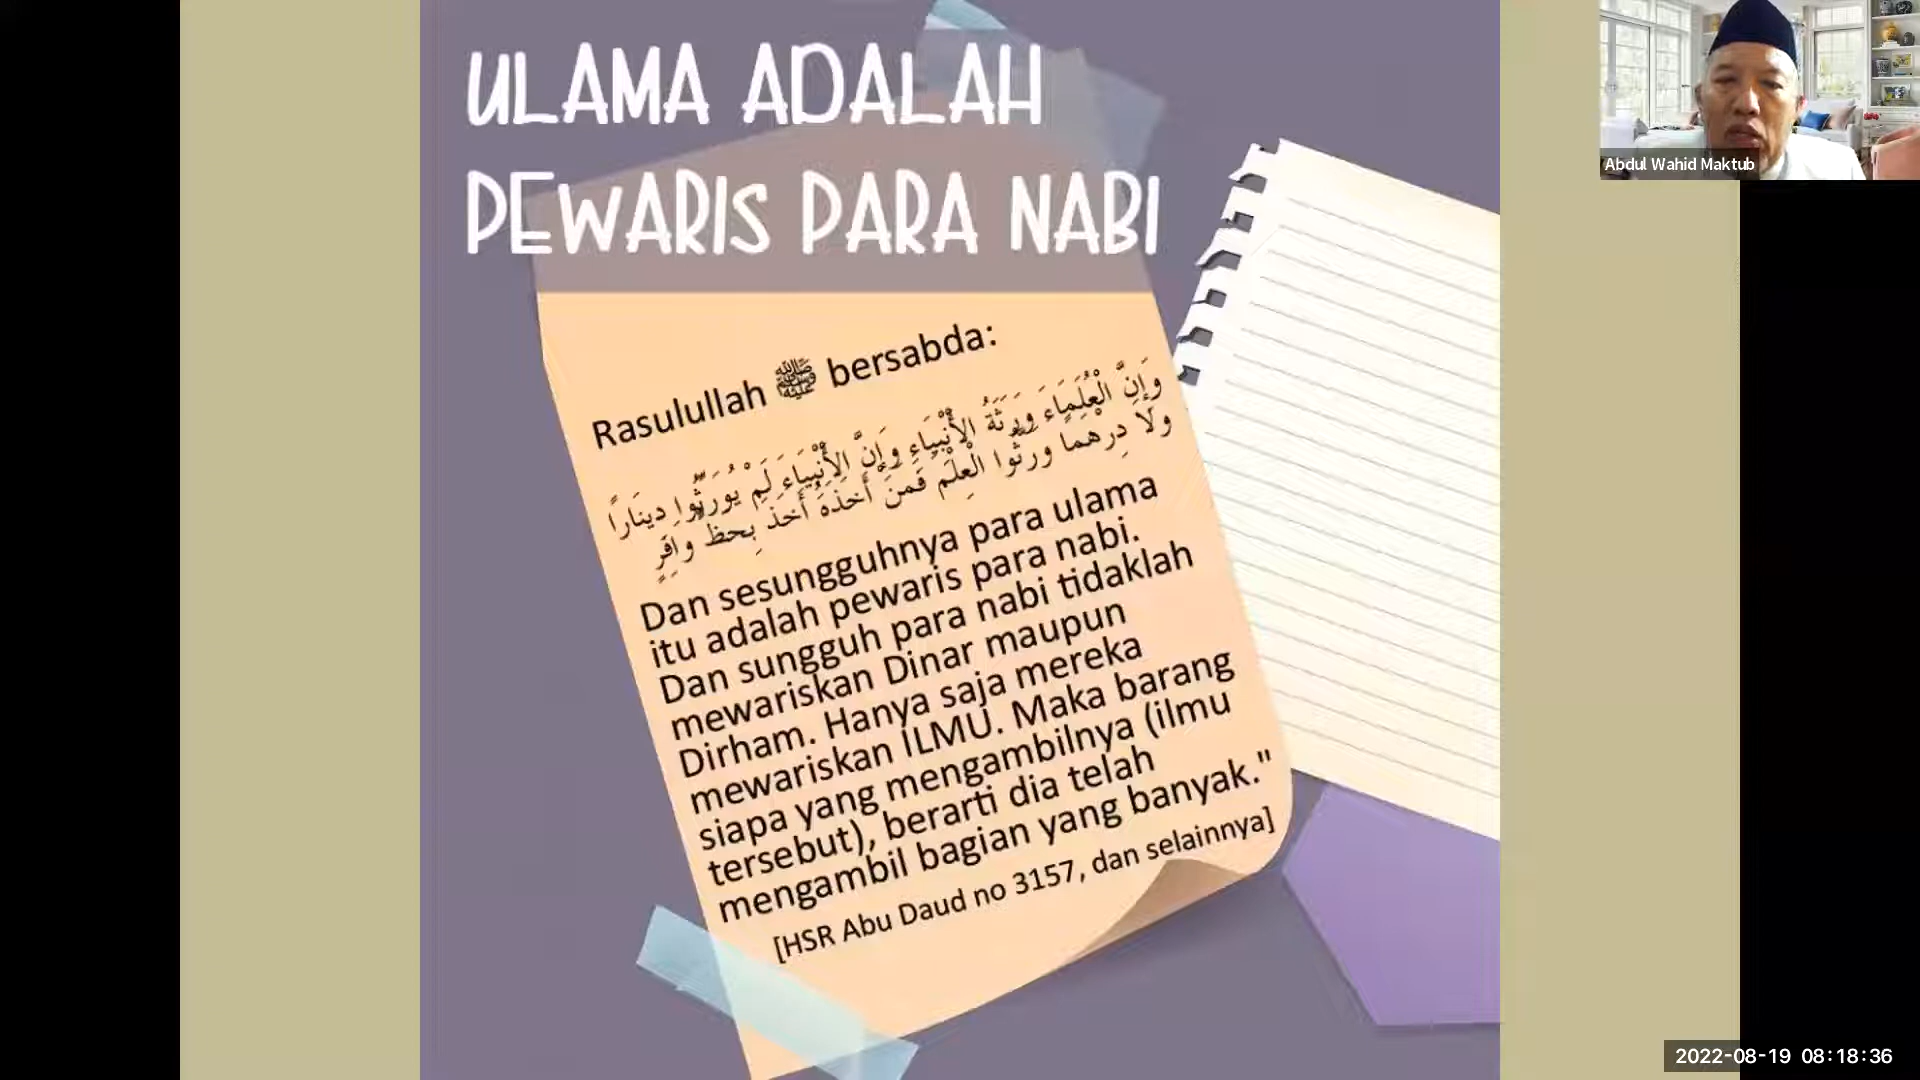 ULAMA ADALAH
PEWARIS PARA NABI
Rasulullah ﷺ bersabda:
وَإِنَّ الْعُلَمَاءَ وَرَثَةُ الأَنْبِيَاءِ وَإِنَّ الأَنْبِيَاءَ لَمْ يُوَرِّثُوا دِينَارًا
وَلَا دِرْهَمًا وَرَّثُوا الْعِلْمَ فَمَنْ أَخَذَهُ أَخَذَ بِحَظٍّ وَافِرٍ
Dan sesungguhnya para ulama
itu adalah pewaris para nabi.
Dan sungguh para nabi tidaklah
mewariskan Dinar maupun
Dirham. Hanya saja mereka
mewariskan ILMU. Maka barang
siapa yang mengambilnya (ilmu
tersebut), berarti dia telah
mengambil bagian yang banyak."
[HSR Abu Daud no 3157, dan selainnya]
Abdul Wahid Maktub
2022-08-19 08:18:36